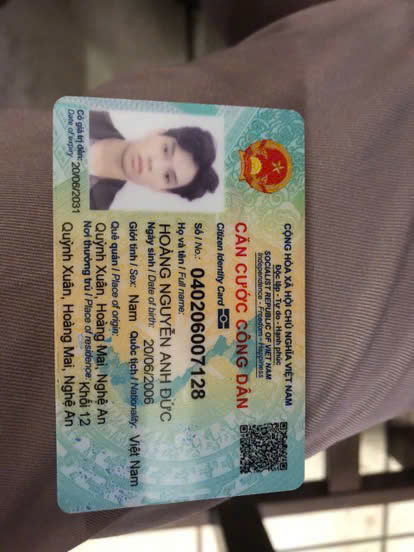 CỘNG HÒA XÃ HỘI CHỦ NGHĨA VIỆT NAM
Độc lập - Tự do - Hạnh phúc
SOCIALIST REPUBLIC OF VIET NAM
Independence - Freedom - Happiness
CĂN CƯỚC CÔNG DÂN
Citizen Identity Card
Số / No.: 040206007128
Họ và tên / Full name:
HOÀNG NGUYỄN ANH ĐỨC
Ngày sinh / Date of birth: 20/06/2006
Giới tính / Sex: Nam Quốc tịch / Nationality: Việt Nam
Quê quán / Place of origin:
Quỳnh Xuân, Hoàng Mai, Nghệ An
Nơi thường trú / Place of residence: Khối 12
Quỳnh Xuân, Hoàng Mai, Nghệ An
Có giá trị đến: 20/06/2031
Date of expiry